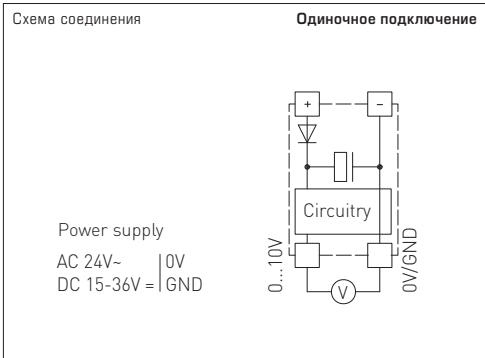 Схема соединения
Одиночное подключение
+ −
Circuitry
Power supply
AC 24V~ | 0V
DC 15-36V = | GND
0...10V
0V/GND
V